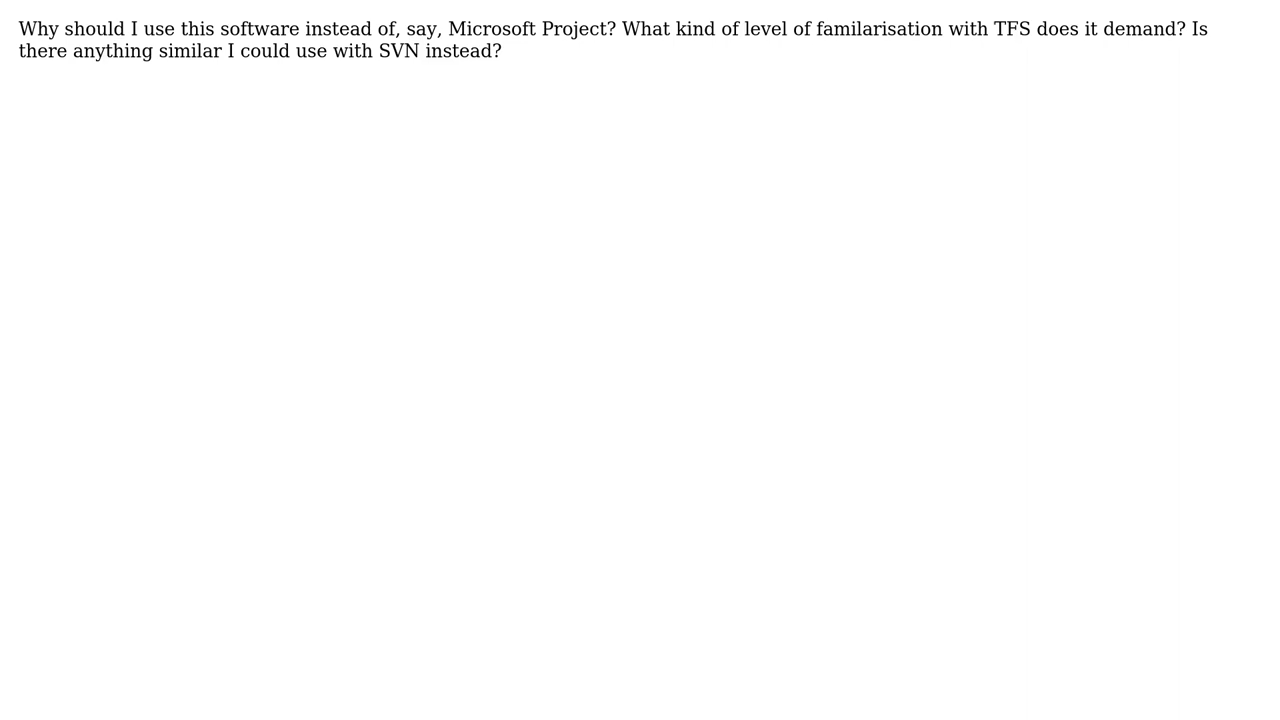 Why should I use this software instead of, say, Microsoft Project? What kind of level of familarisation with TFS does it demand? Is
there anything similar I could use with SVN instead?